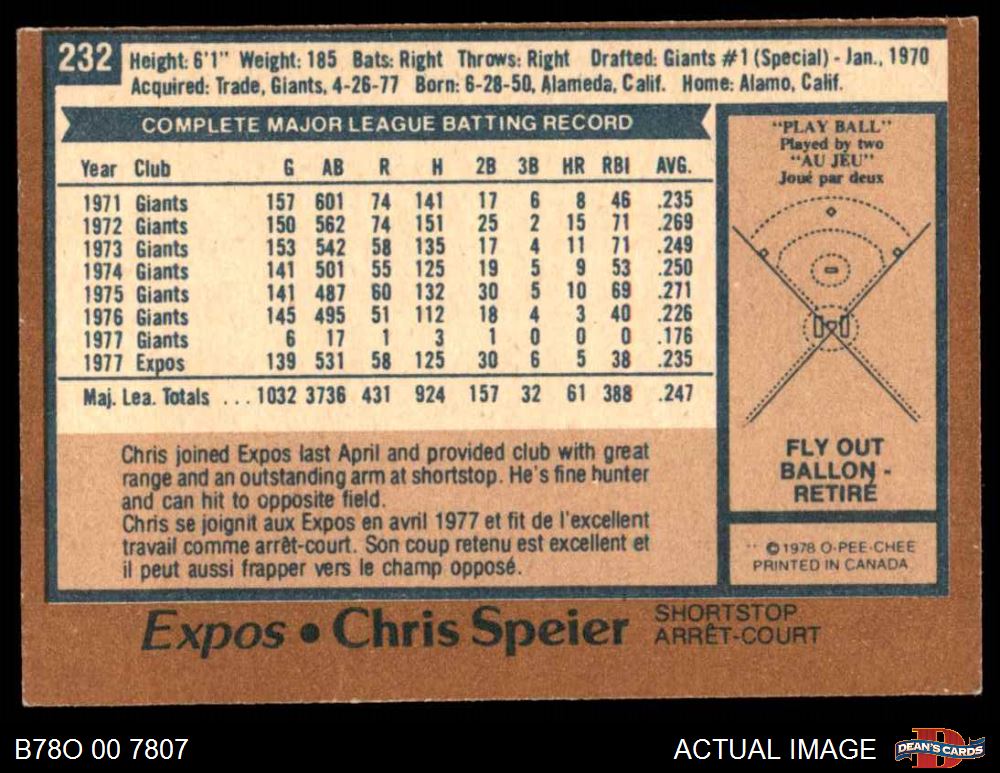 232 Height: 6'1" Weight: 185 Bats: Right Throws: Right Drafted: Giants #1 (Special) - Jan., 1970
Acquired: Trade, Giants, 4-26-77 Born: 6-28-50, Alameda, Calif. Home: Alamo, Calif.
COMPLETE MAJOR LEAGUE BATTING RECORD
Year Club G AB R H 2B 3B HR RBI AVG.
1971 Giants 157 601 74 141 17 6 8 46 .235
1972 Giants 150 562 74 151 25 2 15 71 .269
1973 Giants 153 542 58 135 17 4 11 71 .249
1974 Giants 141 501 55 125 19 5 9 53 .250
1975 Giants 141 487 60 132 30 5 10 69 .271
1976 Giants 145 495 51 112 18 4 3 40 .226
1977 Giants 6 17 1 3 1 0 0 0 .176
1977 Expos 139 531 58 125 30 6 5 38 .235
Maj. Lea. Totals ... 1032 3736 431 924 157 32 61 388 .247
"PLAY BALL"
Played by two
"AU JEU"
Joué par deux
FLY OUT
BALLON -
RETIRÉ
Chris joined Expos last April and provided club with great
range and an outstanding arm at shortstop. He's fine hunter
and can hit to opposite field.
Chris se joignit aux Expos en avril 1977 et fit de l'excellent
travail comme arrêt-court. Son coup retenu est excellent et
il peut aussi frapper vers le champ opposé.
© 1978 O-PEE-CHEE
PRINTED IN CANADA
Expos • Chris Speier SHORTSTOP
ARRÊT-COURT
B78O 00 7807
ACTUAL IMAGE
D
DEAN'S CARDS